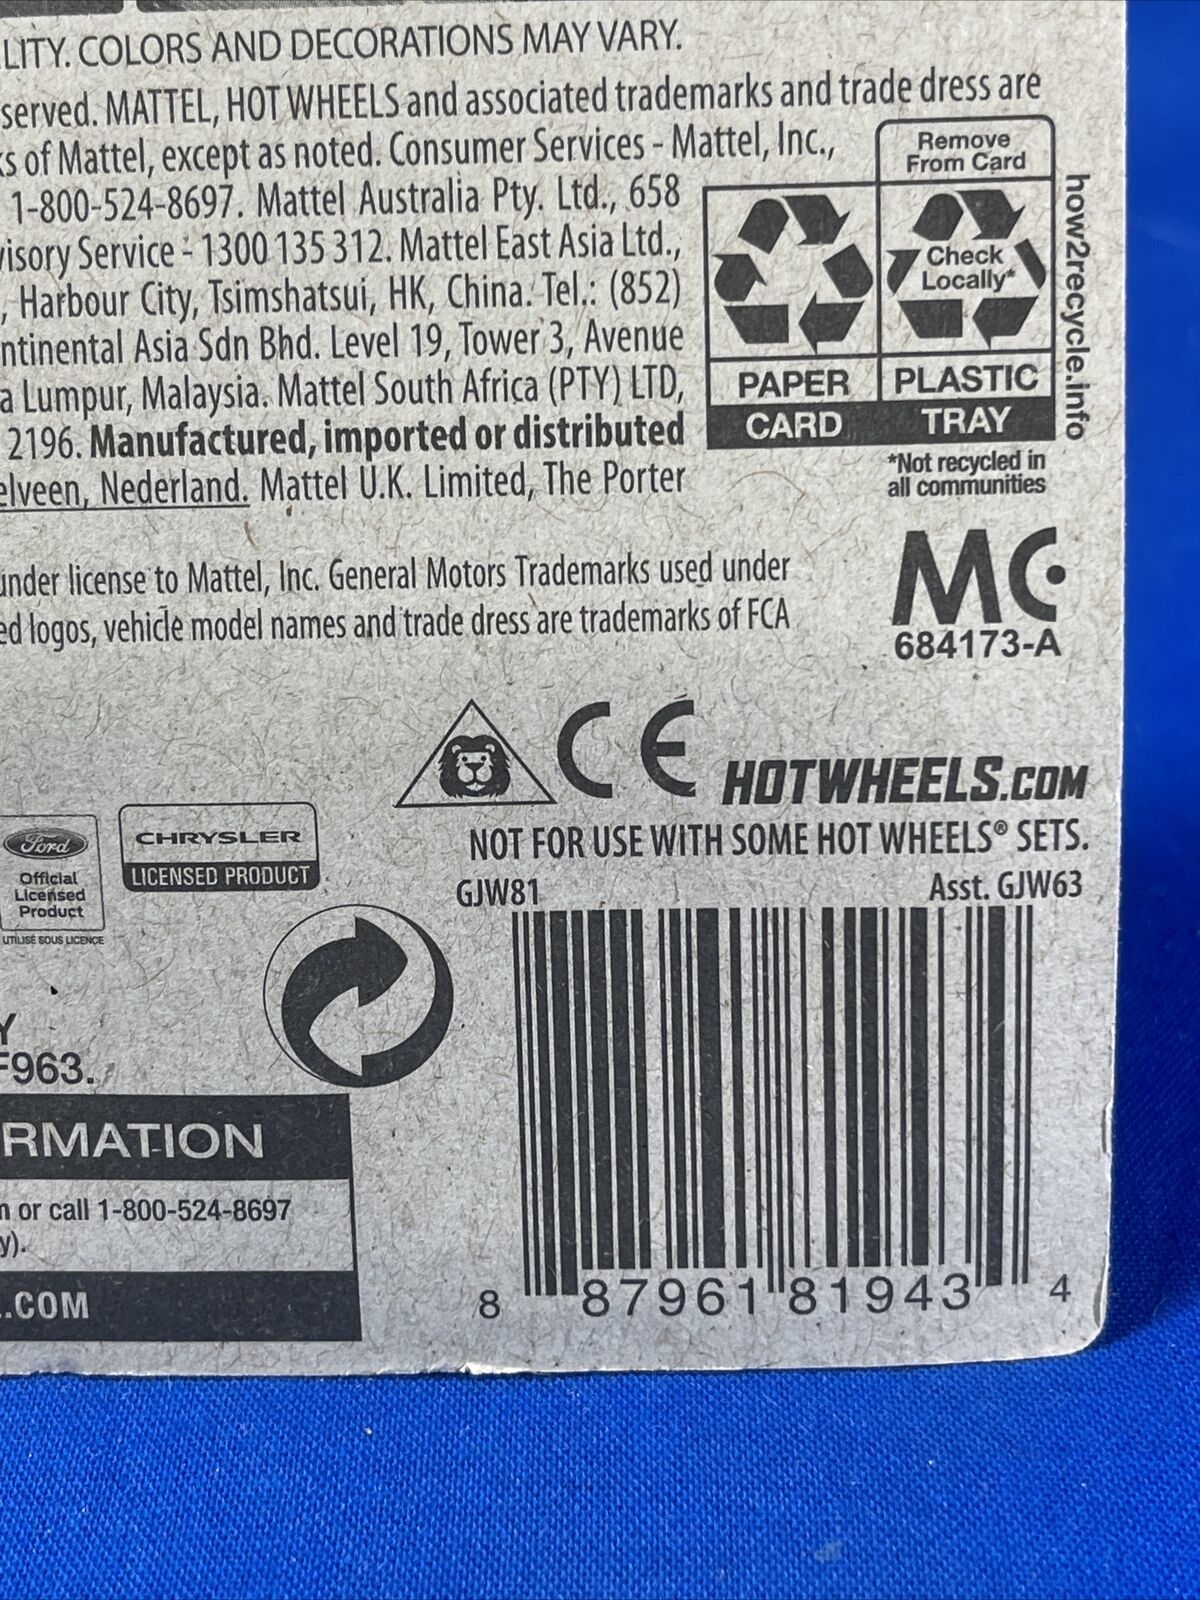 LITY. COLORS AND DECORATIONS MAY VARY.
served. MATTEL, HOT WHEELS and associated trademarks and trade dress are
ks of Mattel, except as noted. Consumer Services - Mattel, Inc.,
1-800-524-8697. Mattel Australia Pty. Ltd., 658
visory Service - 1300 135 312. Mattel East Asia Ltd.,
, Harbour City, Tsimshatsui, HK, China. Tel.: (852)
ntinental Asia Sdn Bhd. Level 19, Tower 3, Avenue
a Lumpur, Malaysia. Mattel South Africa (PTY) LTD,
2196. Manufactured, imported or distributed
elveen, Nederland. Mattel U.K. Limited, The Porter
Remove
From Card
Check
Locally*
PAPER
CARD
PLASTIC
TRAY
how2recycle.info
*Not recycled in
all communities
under license to Mattel, Inc. General Motors Trademarks used under
ed logos, vehicle model names and trade dress are trademarks of FCA
MC
684173-A
CE
HOTWHEELS.COM
NOT FOR USE WITH SOME HOT WHEELS® SETS.
GJW81 Asst. GJW63
Ford
Official
Licensed
Product
UTILISÉ SOUS LICENCE
CHRYSLER
LICENSED PRODUCT
Y
F963.
RMATION
n or call 1-800-524-8697
y).
.COM
8 87961 81943 4